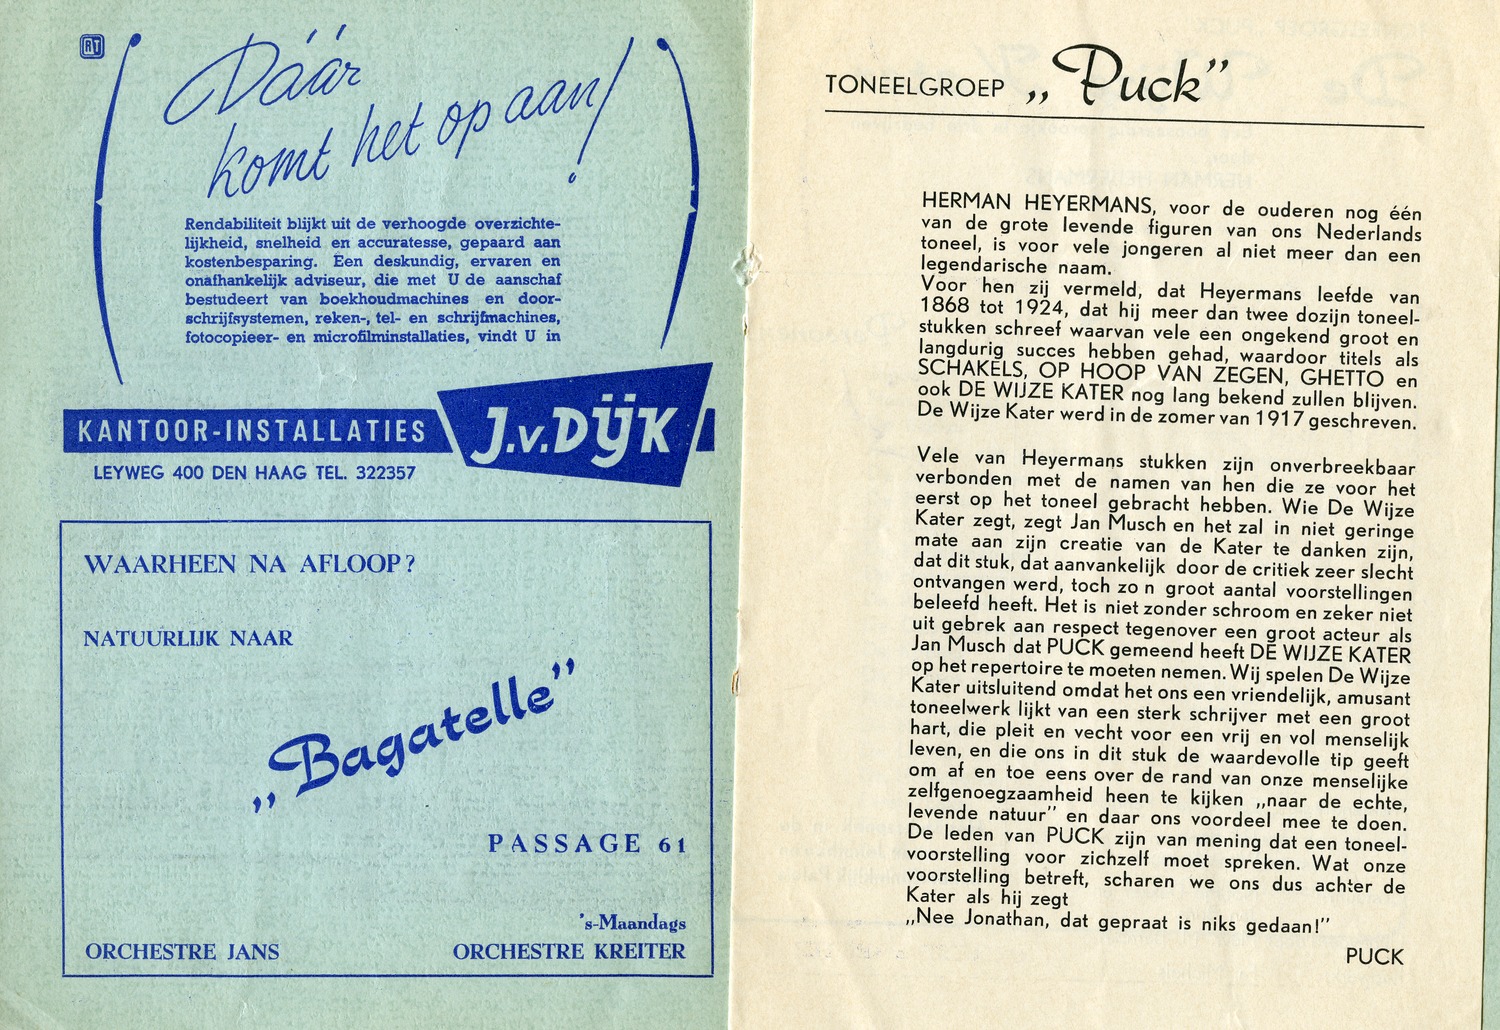 RT
Dáár
komt het op aan!
Rendabiliteit blijkt uit de verhoogde overzichte-
lijkheid, snelheid en accuratesse, gepaard aan
kostenbesparing. Een deskundig, ervaren en
onafhankelijk adviseur, die met U de aanschaf
bestudeert van boekhoudmachines en door-
schrijfsystemen, reken-, tel- en schrijfmachines,
fotocopieer- en microfilminstallaties, vindt U in
KANTOOR-INSTALLATIES J.v.DIJK
LEYWEG 400 DEN HAAG TEL. 322357
WAARHEEN NA AFLOOP?
NATUURLIJK NAAR
„Bagatelle”
PASSAGE 61
's-Maandags
ORCHESTRE JANS ORCHESTRE KREITER
TONEELGROEP „Puck”
HERMAN HEYERMANS, voor de ouderen nog één
van de grote levende figuren van ons Nederlands
toneel, is voor vele jongeren al niet meer dan een
legendarische naam.
Voor hen zij vermeld, dat Heyermans leefde van
1868 tot 1924, dat hij meer dan twee dozijn toneel-
stukken schreef waarvan vele een ongekend groot en
langdurig succes hebben gehad, waardoor titels als
SCHAKELS, OP HOOP VAN ZEGEN, GHETTO en
ook DE WIJZE KATER nog lang bekend zullen blijven.
De Wijze Kater werd in de zomer van 1917 geschreven.
Vele van Heyermans stukken zijn onverbreekbaar
verbonden met de namen van hen die ze voor het
eerst op het toneel gebracht hebben. Wie De Wijze
Kater zegt, zegt Jan Musch en het zal in niet geringe
mate aan zijn creatie van de Kater te danken zijn,
dat dit stuk, dat aanvankelijk door de critiek zeer slecht
ontvangen werd, toch zo n groot aantal voorstellingen
beleefd heeft. Het is niet zonder schroom en zeker niet
uit gebrek aan respect tegenover een groot acteur als
Jan Musch dat PUCK gemeend heeft DE WIJZE KATER
op het repertoire te moeten nemen. Wij spelen De Wijze
Kater uitsluitend omdat het ons een vriendelijk, amusant
toneelwerk lijkt van een sterk schrijver met een groot
hart, die pleit en vecht voor een vrij en vol menselijk
leven, en die ons in dit stuk de waardevolle tip geeft
om af en toe eens over de rand van onze menselijke
zelfgenoegzaamheid heen te kijken „naar de echte,
levende natuur” en daar ons voordeel mee te doen.
De leden van PUCK zijn van mening dat een toneel-
voorstelling voor zichzelf moet spreken. Wat onze
voorstelling betreft, scharen we ons dus achter de
Kater als hij zegt
„Nee Jonathan, dat gepraat is niks gedaan!”
PUCK